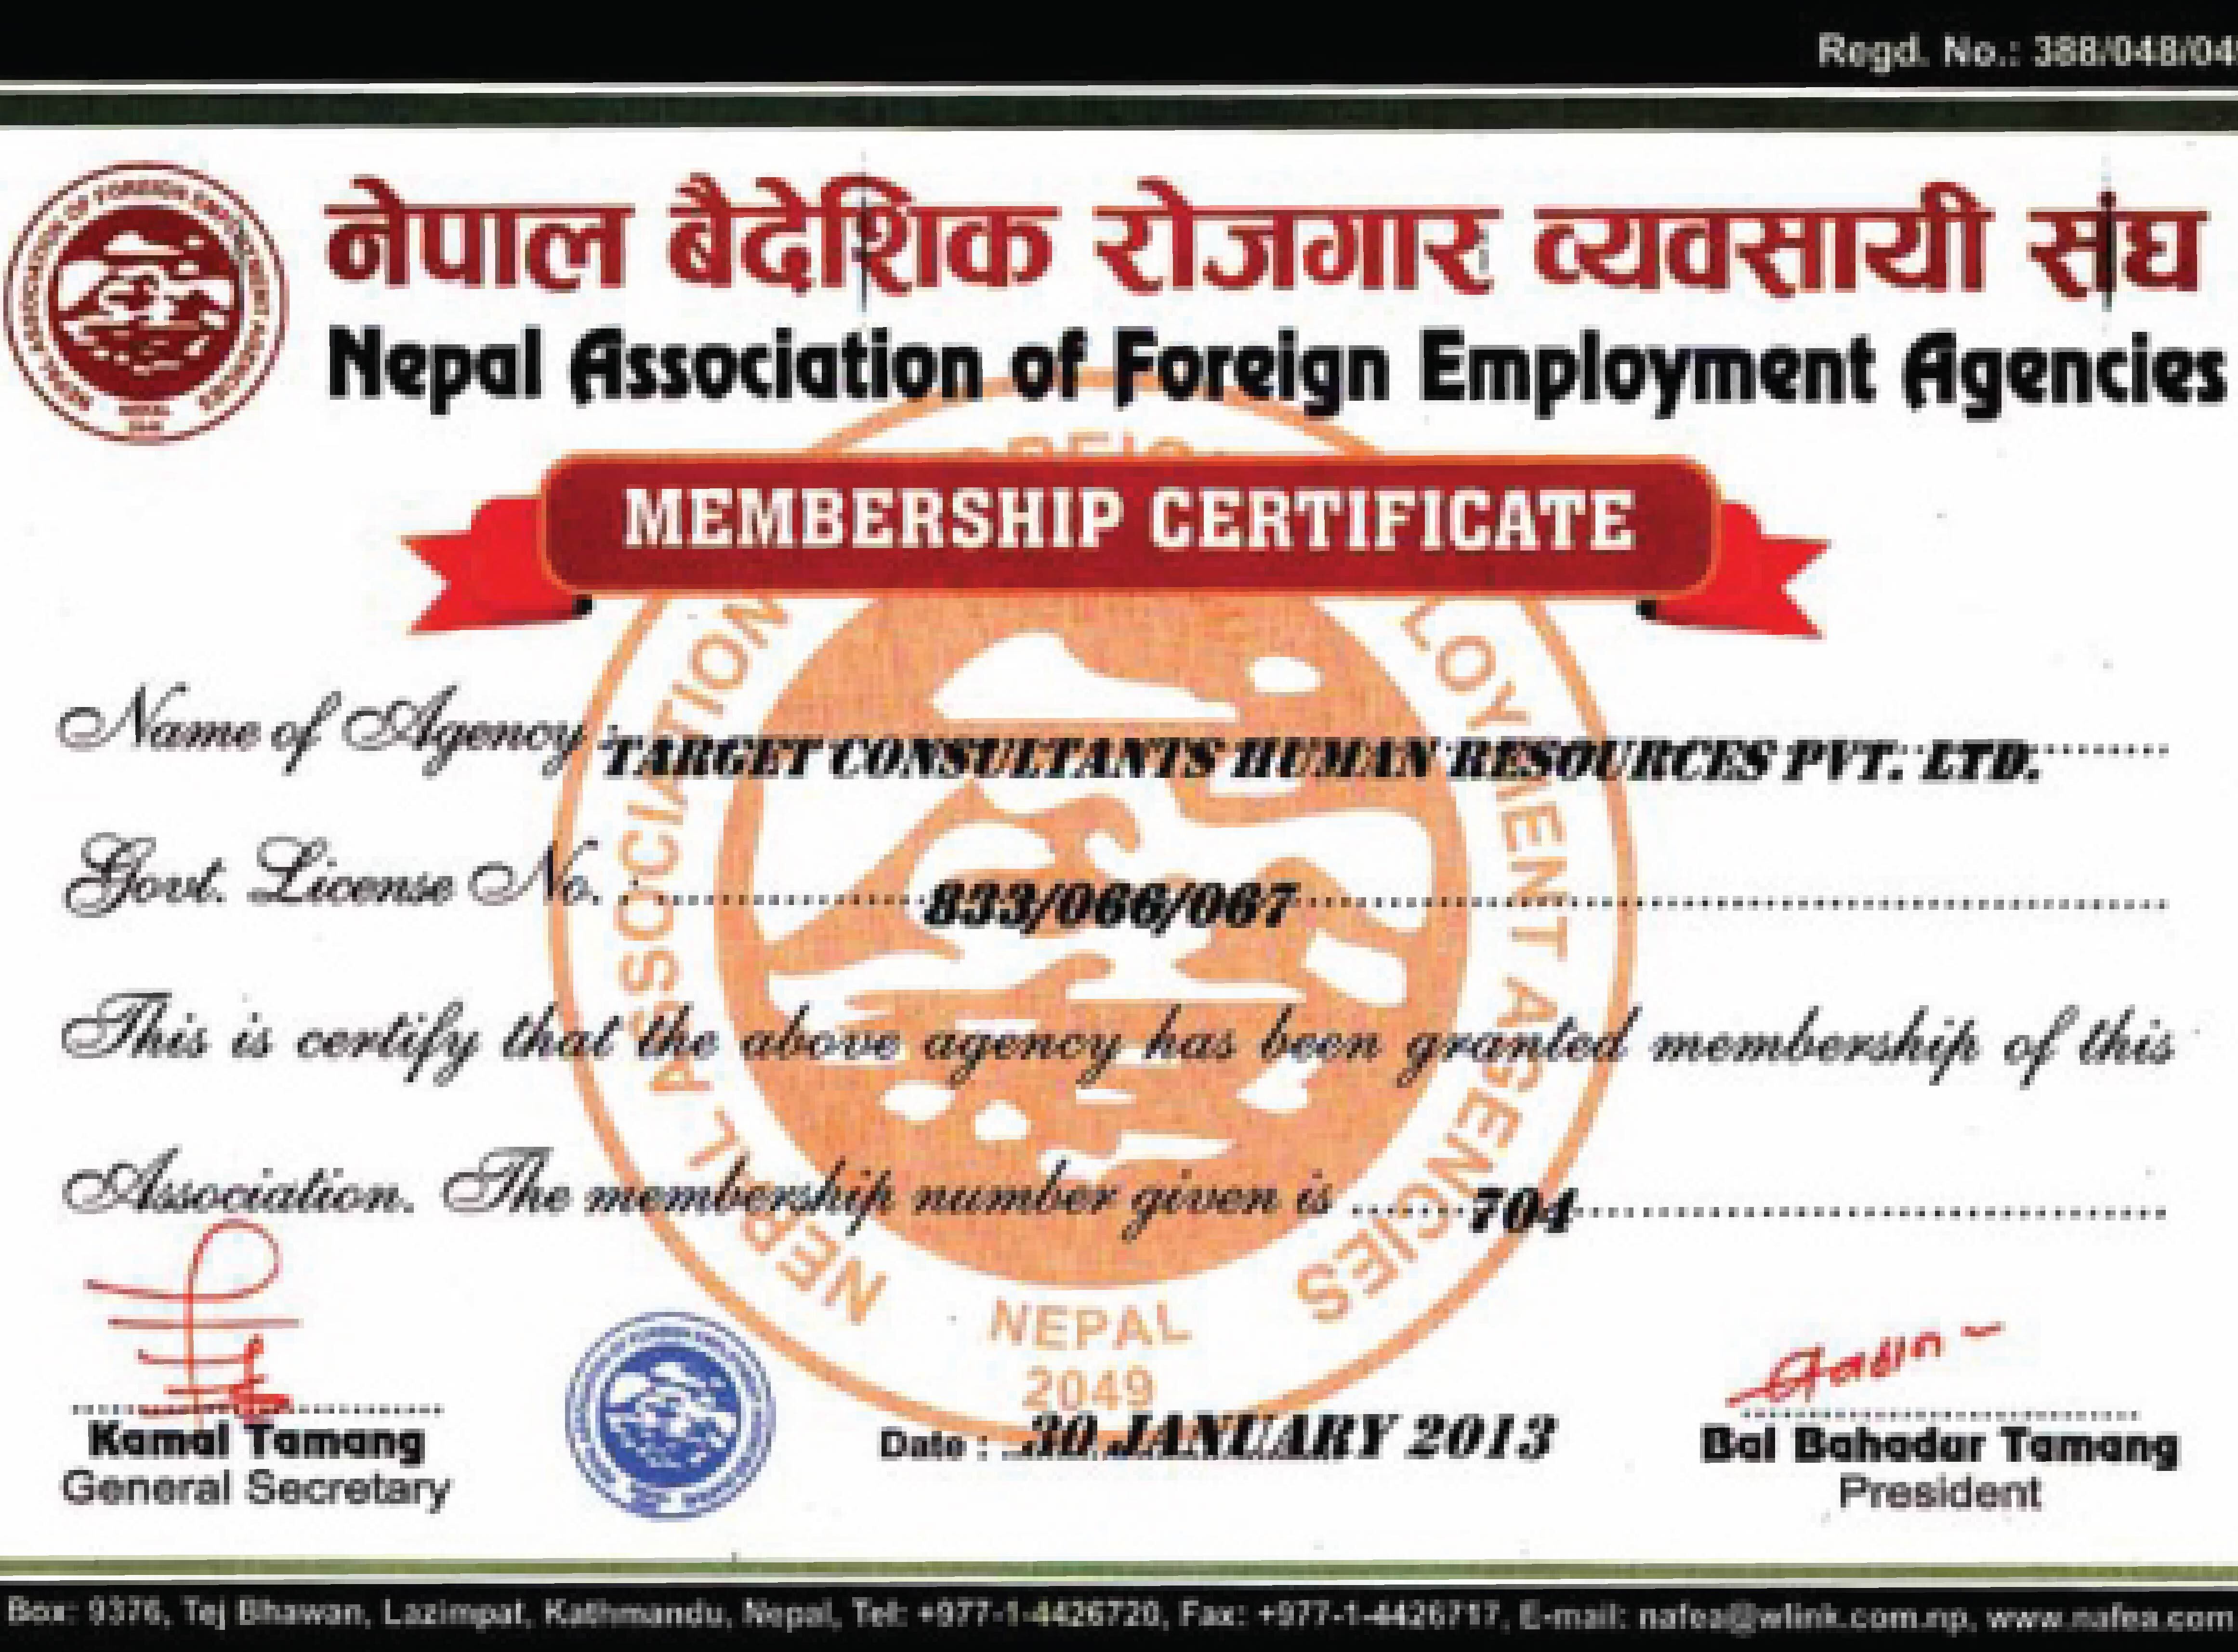 Regd. No.: 388/048/04
नेपाल बैदेशिक रोजगार व्यवसायी संघ
Nepal Association of Foreign Employment Agencies
MEMBERSHIP CERTIFICATE
Name of Agency : TARGET CONSULTANTS HUMAN RESOURCES PVT. LTD.
Govt. License No. : 833/066/067
This is certify that the above agency has been granted membership of this
Association. The membership number given is 704
NEPAL ASSOCIATION LOYMENT AGENCIES
NEPAL
2049
Kamal Tamang
General Secretary
Date : 30 JANUARY 2013
Bal Bahadur Tamang
President
Box: 9376, Tej Bhawan, Lazimpat, Kathmandu, Nepal, Tel: +977-1-4426720, Fax: +977-1-4426717, E-mail: nafea@wlink.com.np, www.nafea.com